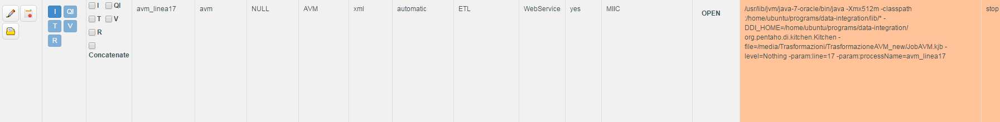 I QI
T V
R
I QI
T V
R
Concatenate
avm_linea17
avm
NULL
AVM
xml
automatic
ETL
WebService
yes
MIIC
OPEN
/usr/lib/jvm/java-7-oracle/bin/java -Xmx512m -classpath
:/home/ubuntu/programs/data-integration/lib/* -
DDI_HOME=/home/ubuntu/programs/data-integration/
org.pentaho.di.kitchen.Kitchen -
file=/media/Trasformazioni/TrasformazioneAVM_new/JobAVM.kjb -
level=Nothing -param:line=17 -param:processName=avm_linea17
stop